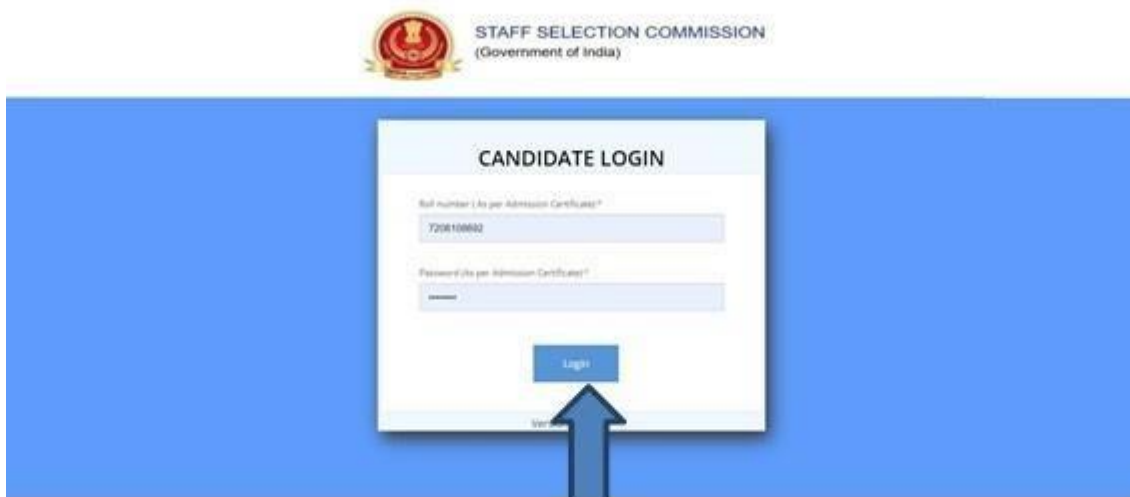 STAFF SELECTION COMMISSION
(Government of India)
CANDIDATE LOGIN
Roll number ( As per Admission Certificate) *
7208108692
Password (As per Admission Certificate) *
Login